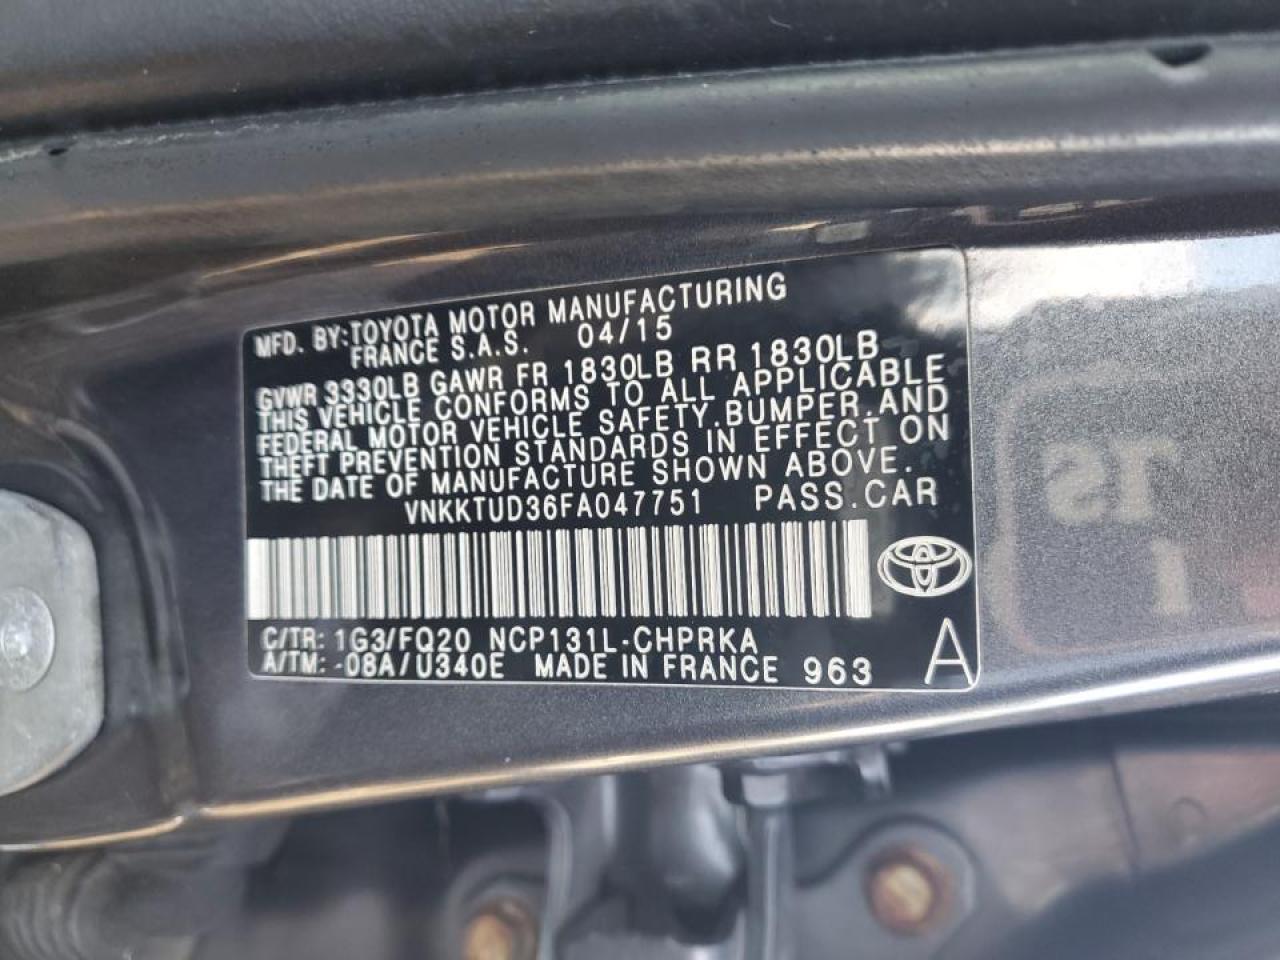 MFD. BY:TOYOTA MOTOR MANUFACTURING
FRANCE S.A.S. 04/15
GVWR 3330LB GAWR FR 1830LB RR 1830LB
THIS VEHICLE CONFORMS TO ALL APPLICABLE
FEDERAL MOTOR VEHICLE SAFETY,BUMPER,AND
THEFT PREVENTION STANDARDS IN EFFECT ON
THE DATE OF MANUFACTURE SHOWN ABOVE.
VNKKTUD36FA047751 PASS.CAR
C/TR: 1G3/FQ20 NCP131L-CHPRKA
A/TM: -08A/U340E MADE IN FRANCE 963 A